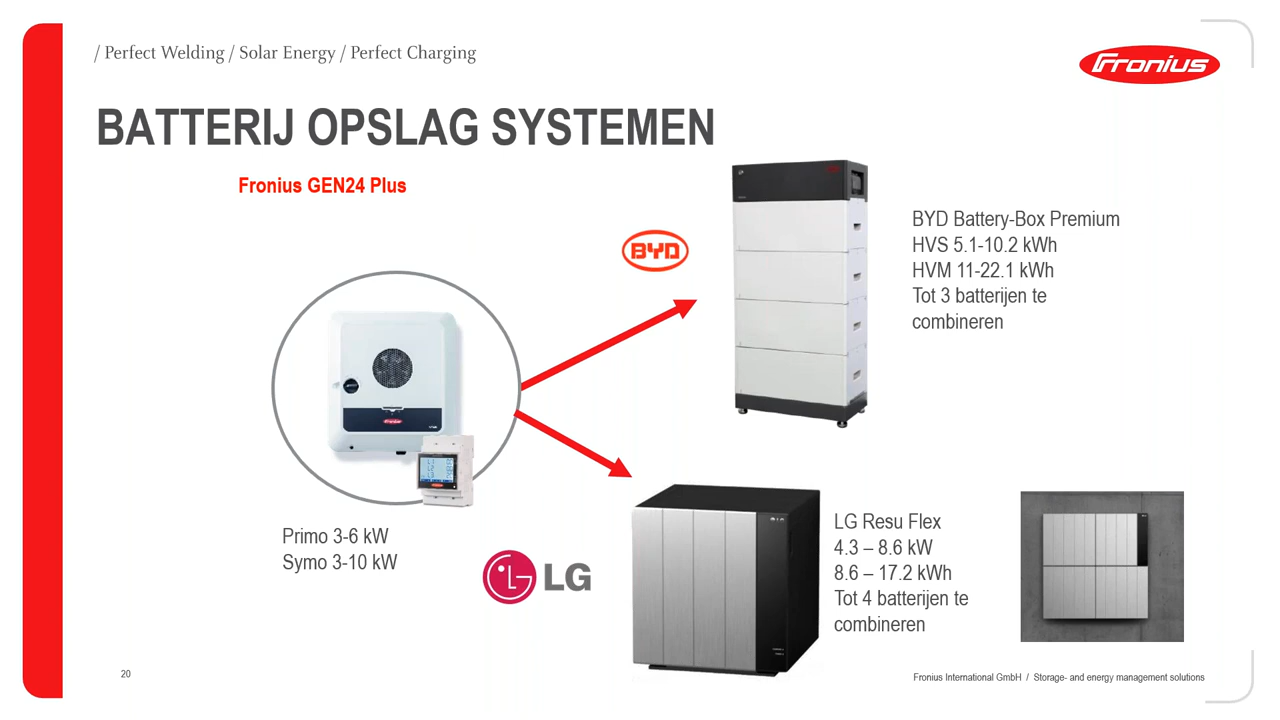 / Perfect Welding / Solar Energy / Perfect Charging
Fronius
BATTERIJ OPSLAG SYSTEMEN
Fronius GEN24 Plus
BYD
BYD Battery-Box Premium
HVS 5.1-10.2 kWh
HVM 11-22.1 kWh
Tot 3 batterijen te
combineren
Fronius
Primo 3-6 kW
Symo 3-10 kW
LG
LG Resu Flex
4.3 – 8.6 kW
8.6 – 17.2 kWh
Tot 4 batterijen te
combineren
20
Fronius International GmbH / Storage- and energy management solutions